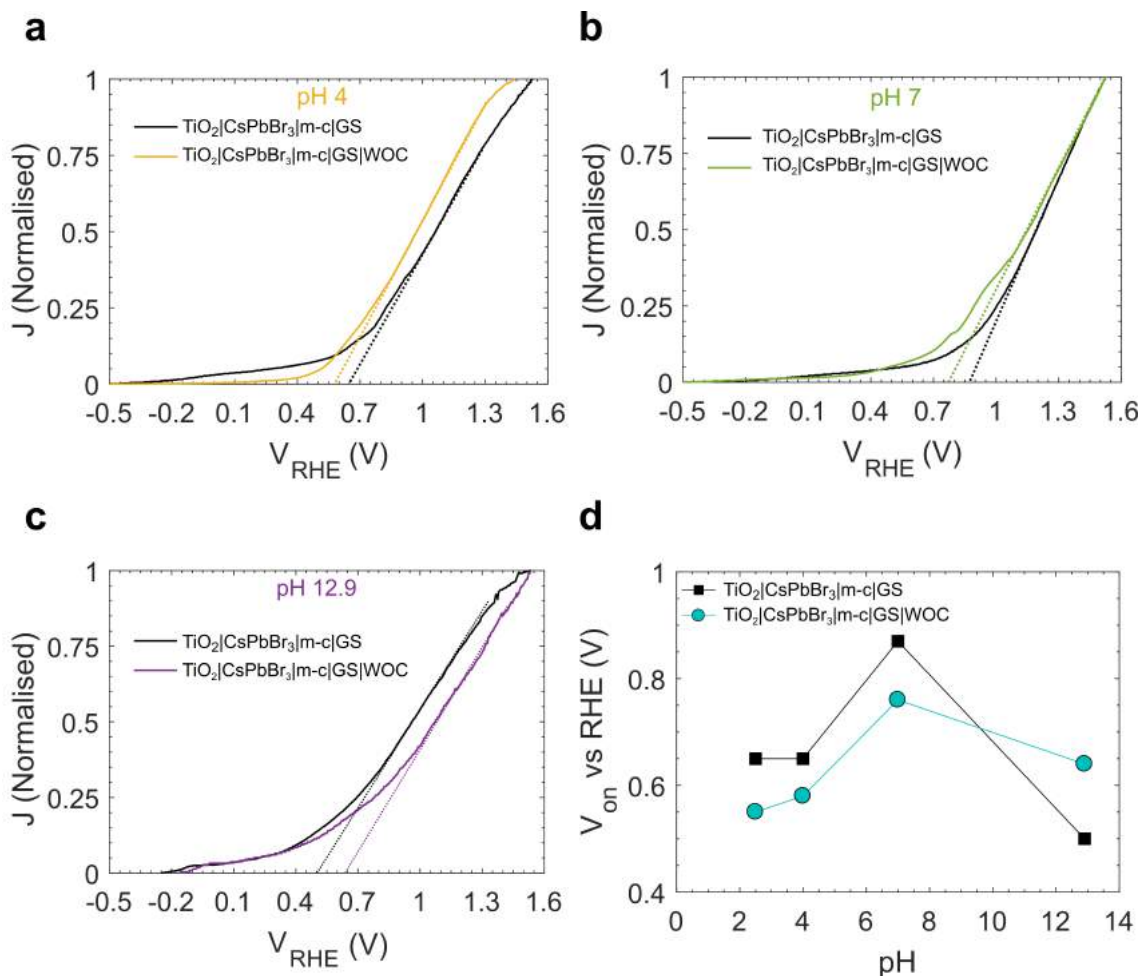 a
pH 4
TiO₂|CsPbBr₃|m-c|GS
TiO₂|CsPbBr₃|m-c|GS|WOC
J (Normalised)
1
0.75
0.5
0.25
0
-0.5 -0.2 0.1 0.4 0.7 1 1.3 1.6
V_RHE (V)
b
pH 7
TiO₂|CsPbBr₃|m-c|GS
TiO₂|CsPbBr₃|m-c|GS|WOC
J (Normalised)
1
0.75
0.5
0.25
0
-0.5 -0.2 0.1 0.4 0.7 1 1.3 1.6
V_RHE (V)
c
pH 12.9
TiO₂|CsPbBr₃|m-c|GS
TiO₂|CsPbBr₃|m-c|GS|WOC
J (Normalised)
1
0.75
0.5
0.25
0
-0.5 -0.2 0.1 0.4 0.7 1 1.3 1.6
V_RHE (V)
d
TiO₂|CsPbBr₃|m-c|GS
TiO₂|CsPbBr₃|m-c|GS|WOC
V_on vs RHE (V)
1
0.8
0.6
0.4
0 2 4 6 8 10 12 14
pH